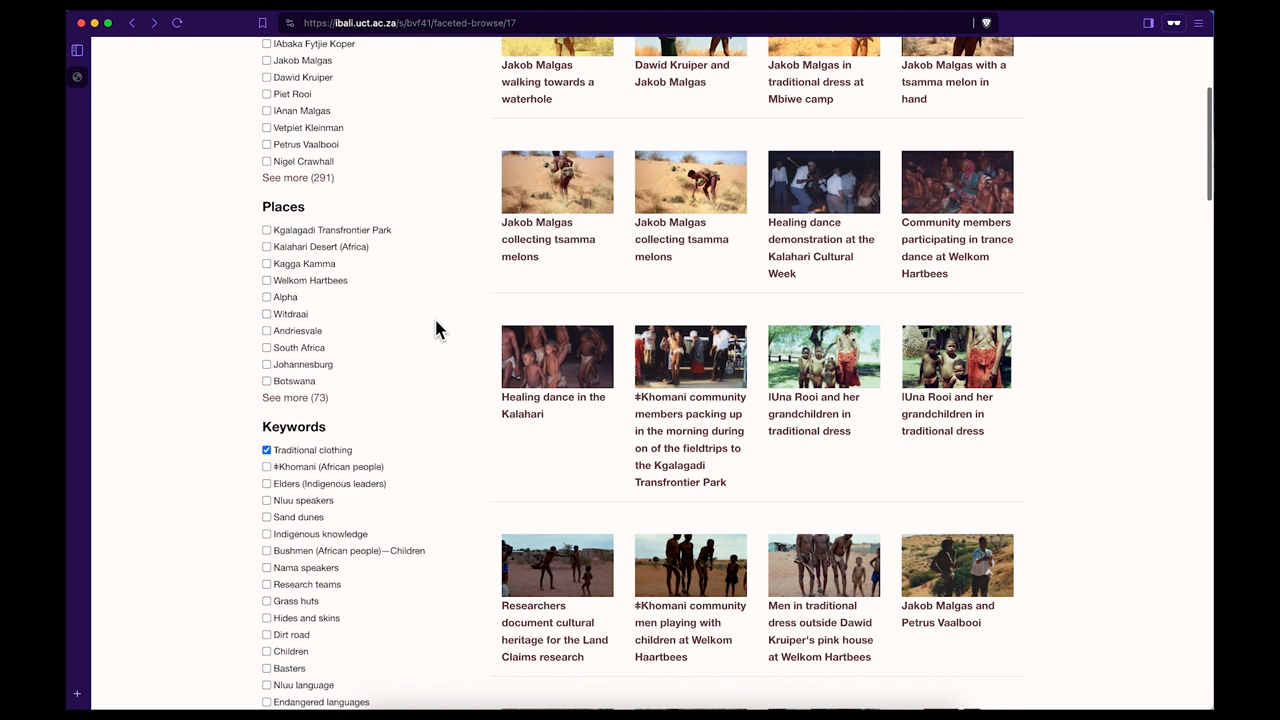 https://ibali.uct.ac.za/s/bvf41/faceted-browse/17
ǀAbaka Fytjie Koper
Jakob Malgas
Dawid Kruiper
Piet Rooi
ǀAnan Malgas
Vetpiet Kleinman
Petrus Vaalbooi
Nigel Crawhall
See more (291)
Places
Kgalagadi Transfrontier Park
Kalahari Desert (Africa)
Kagga Kamma
Welkom Hartbees
Alpha
Witdraai
Andriesvale
South Africa
Johannesburg
Botswana
See more (73)
Keywords
Traditional clothing
ǂKhomani (African people)
Elders (Indigenous leaders)
Nǀuu speakers
Sand dunes
Indigenous knowledge
Bushmen (African people)—Children
Nama speakers
Research teams
Grass huts
Hides and skins
Dirt road
Children
Basters
Nǀuu language
Endangered languages
Jakob Malgas
walking towards a
waterhole
Dawid Kruiper and
Jakob Malgas
Jakob Malgas in
traditional dress at
Mbiwe camp
Jakob Malgas with a
tsamma melon in
hand
Jakob Malgas
collecting tsamma
melons
Jakob Malgas
collecting tsamma
melons
Healing dance
demonstration at the
Kalahari Cultural
Week
Community members
participating in trance
dance at Welkom
Hartbees
Healing dance in the
Kalahari
ǂKhomani community
members packing up
in the morning during
on of the fieldtrips to
the Kgalagadi
Transfrontier Park
ǀUna Rooi and her
grandchildren in
traditional dress
ǀUna Rooi and her
grandchildren in
traditional dress
Researchers
document cultural
heritage for the Land
Claims research
ǂKhomani community
men playing with
children at Welkom
Haartbees
Men in traditional
dress outside Dawid
Kruiper's pink house
at Welkom Hartbees
Jakob Malgas and
Petrus Vaalbooi